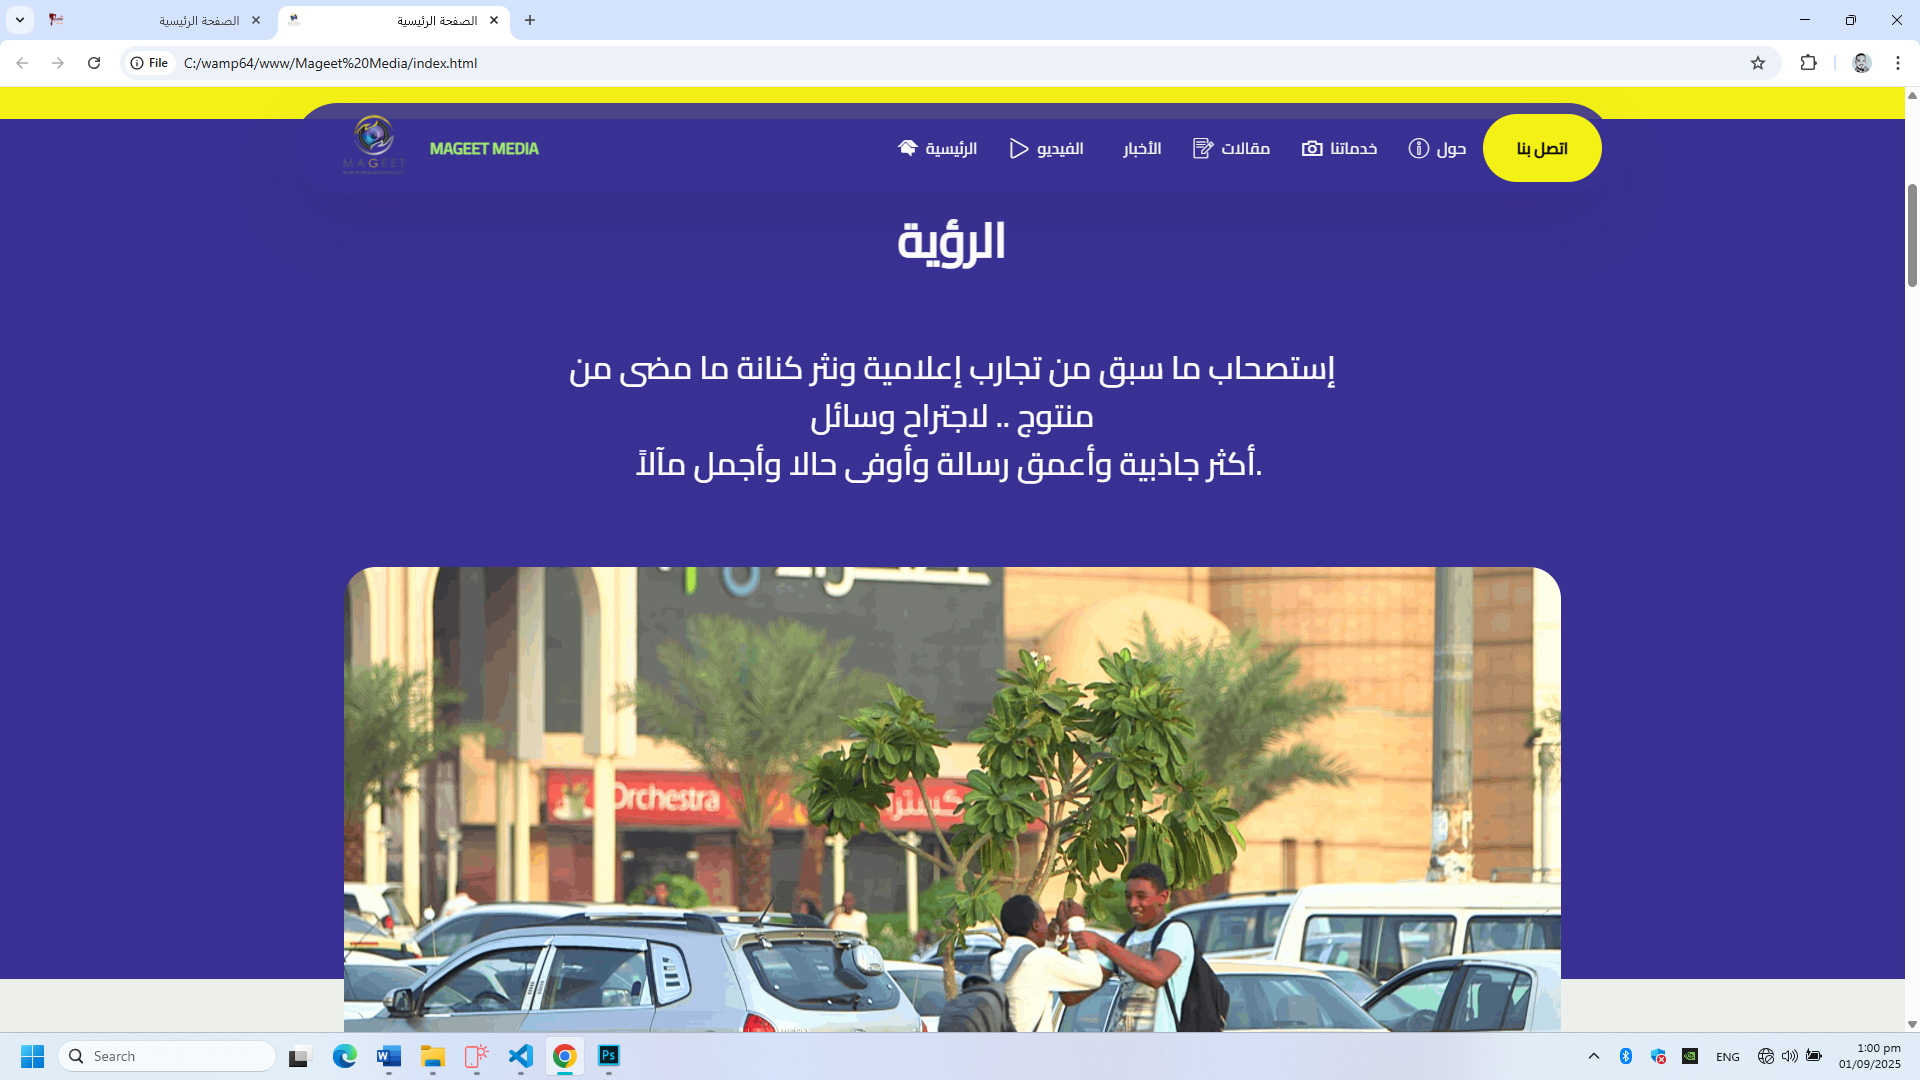 الصفحة الرئيسية
الصفحة الرئيسية
File
C:/wamp64/www/Mageet%20Media/index.html
MAGEET
MAGEET MEDIA
الرئيسية
الفيديو
الأخبار
مقالات
خدماتنا
حول
اتصل بنا
الرؤية
إستصحاب ما سبق من تجارب إعلامية ونثر كنانة ما مضى من
منتوج .. لاجتراح وسائل
.أكثر جاذبية وأعمق رسالة وأوفى حالا وأجمل مآلاً
Orchestra
Search
ENG
1:00 pm
01/09/2025